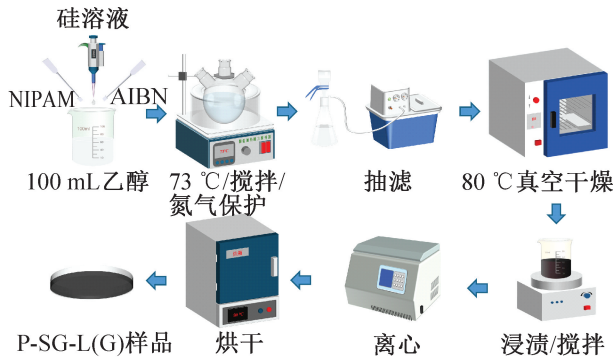 硅溶液
NIPAM
AIBN
100 mL乙醇
73 ℃/搅拌/
氮气保护
抽滤
80 ℃真空干燥
浸渍/搅拌
离心
烘干
P-SG-L(G)样品